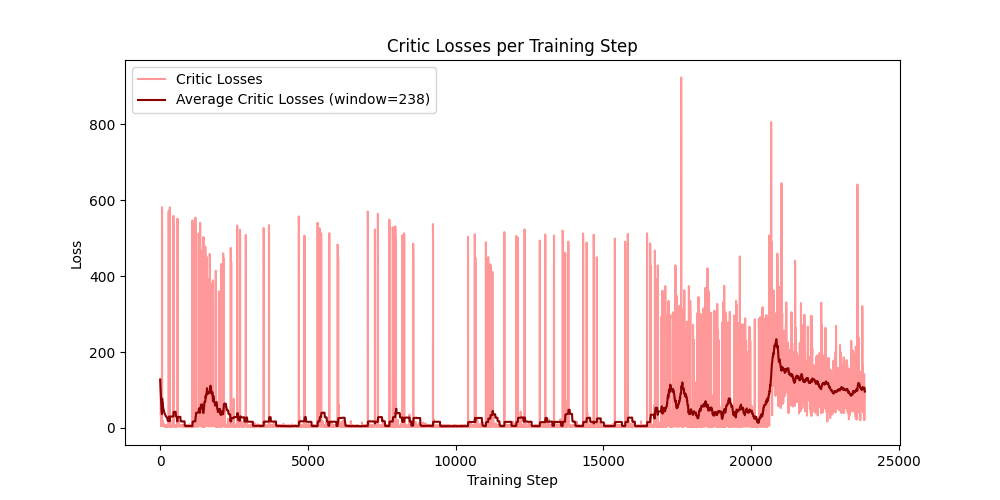 Critic Losses per Training Step
Critic Losses
Average Critic Losses (window=238)
Loss
800
600
400
200
0
0 5000 10000 15000 20000 25000
Training Step